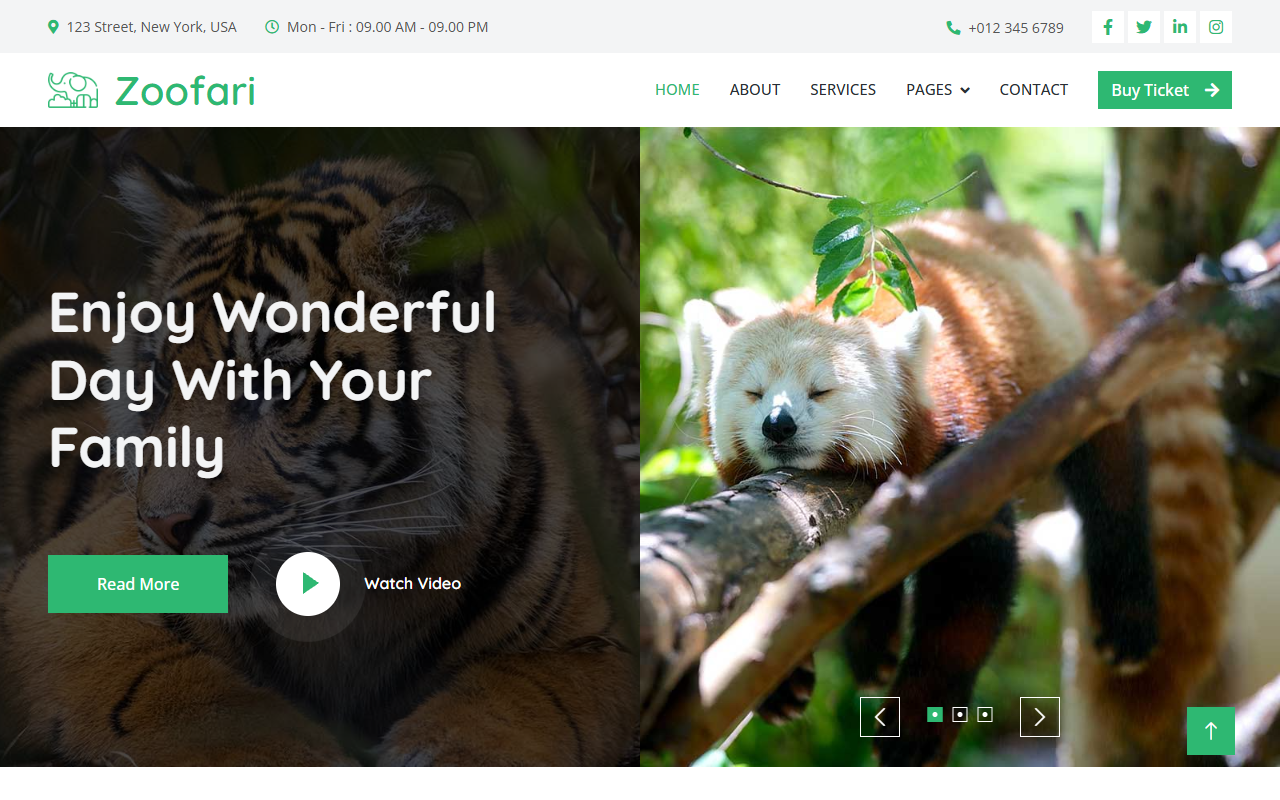 123 Street, New York, USA
Mon - Fri : 09.00 AM - 09.00 PM
+012 345 6789
Zoofari
HOME
ABOUT
SERVICES
PAGES
CONTACT
Buy Ticket
Enjoy Wonderful
Day With Your
Family
Read More
Watch Video